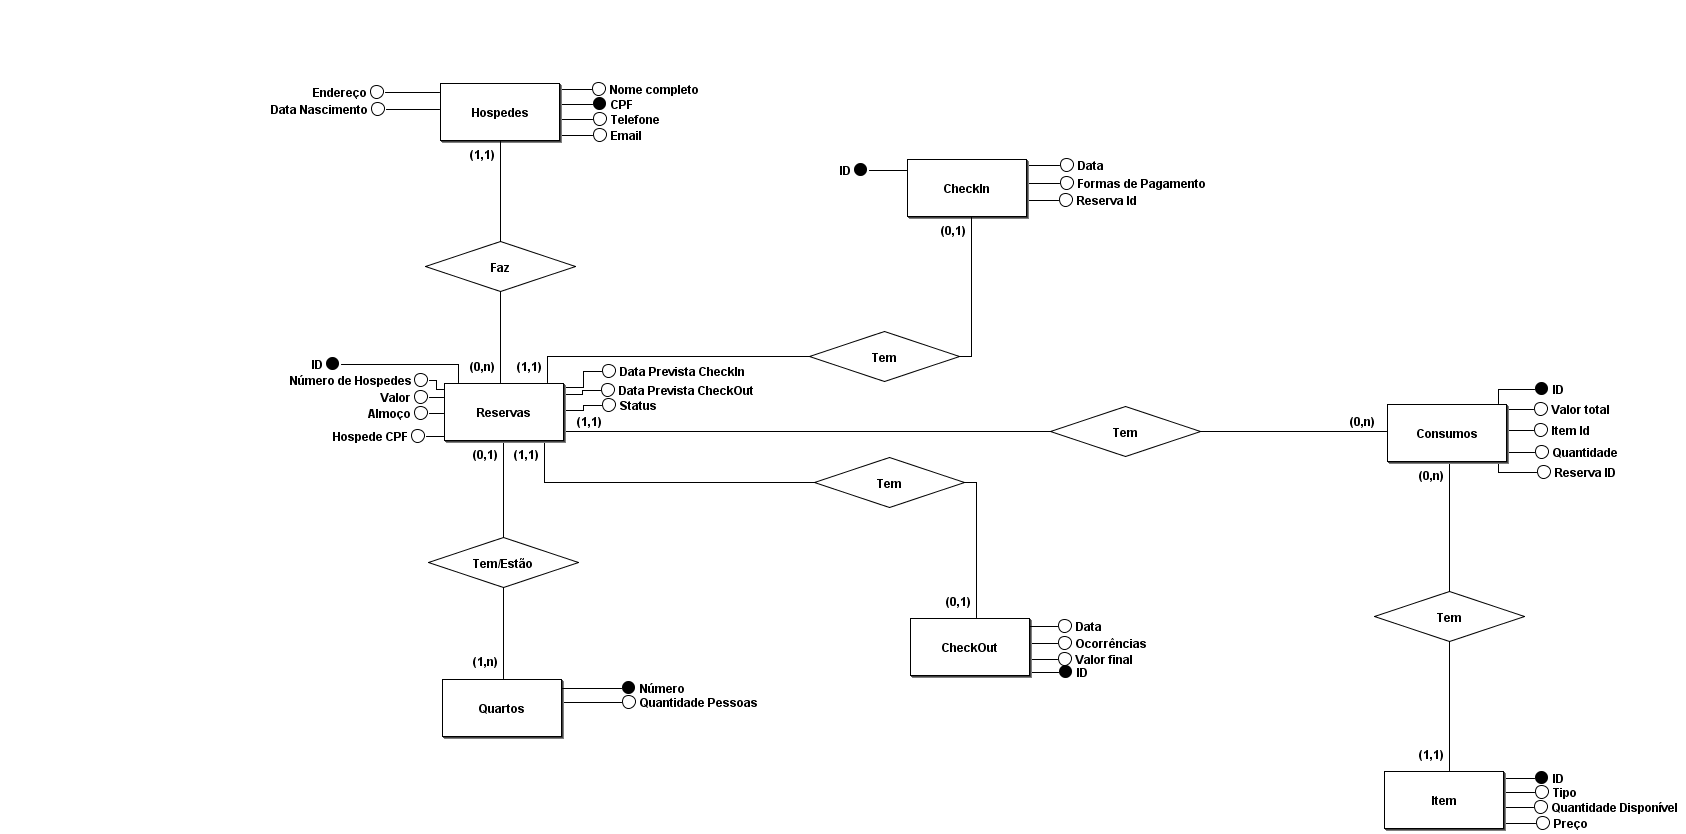 Endereço
Data Nascimento
Hospedes
Nome completo
CPF
Telefone
Email
(1,1)
Faz
ID
CheckIn
Data
Formas de Pagamento
Reserva Id
(0,1)
Tem
(0,n)
(1,1)
ID
Número de Hospedes
Valor
Almoço
Hospede CPF
Reservas
Data Prevista CheckIn
Data Prevista CheckOut
Status
(1,1)
Tem
(0,n)
Consumos
ID
Valor total
Item Id
Quantidade
Reserva ID
(0,1)
(1,1)
Tem
(0,n)
Tem/Estão
(0,1)
Tem
(1,n)
CheckOut
Data
Ocorrências
Valor final
ID
Quartos
Número
Quantidade Pessoas
(1,1)
Item
ID
Tipo
Quantidade Disponível
Preço